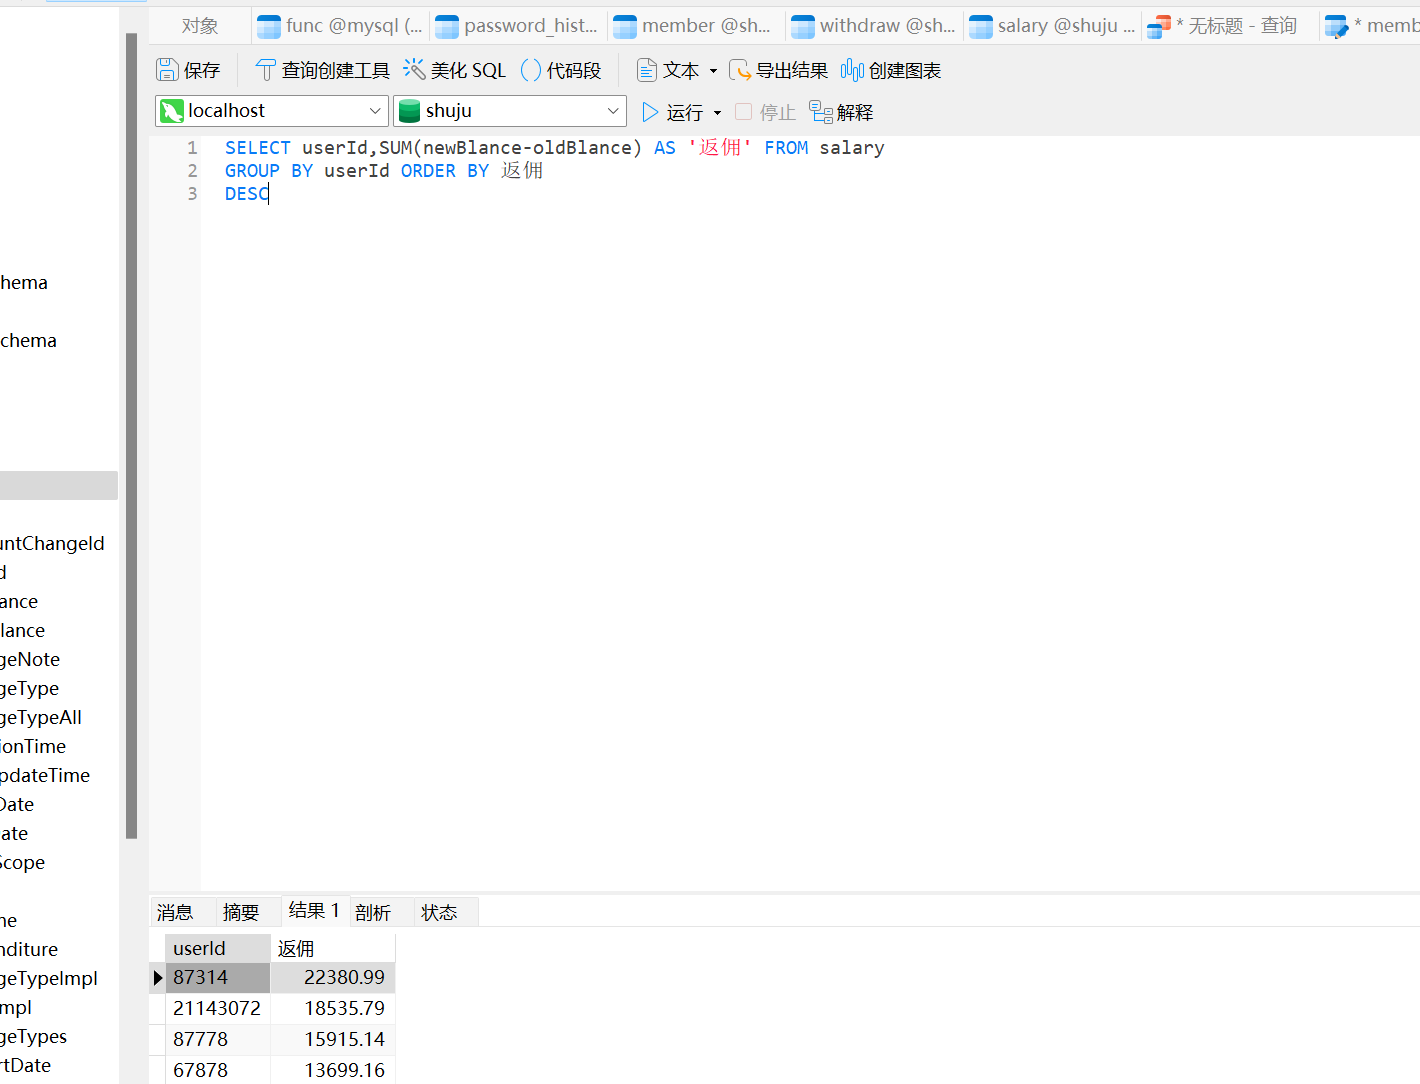 对象
func @mysql (...
password_hist...
member @sh...
withdraw @sh...
salary @shuju ...
* 无标题 - 查询
* memb
保存
查询创建工具
美化 SQL
() 代码段
文本
导出结果
创建图表
localhost
shuju
运行
停止
解释
1 SELECT userId,SUM(newBlance-oldBlance) AS '返佣' FROM salary
2 GROUP BY userId ORDER BY 返佣
3 DESC
hema
chema
untChangeId
d
ance
lance
geNote
geType
geTypeAll
ionTime
pdateTime
Date
ate
Scope
ne
nditure
geTypeImpl
mpl
geTypes
rtDate
消息
摘要
结果 1
剖析
状态
userId 返佣
87314 22380.99
21143072 18535.79
87778 15915.14
67878 13699.16